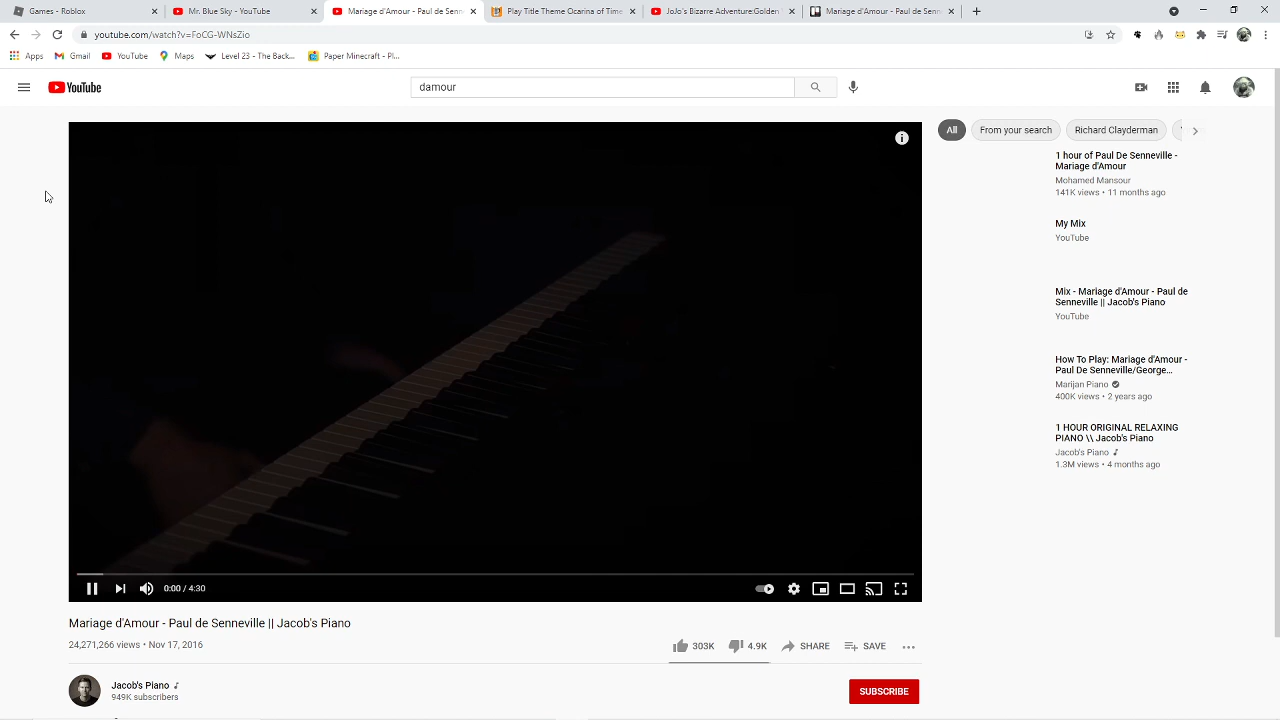 Games - Roblox
Mr. Blue Sky - YouTube
Mariage d'Amour - Paul de Senne
Play Title Theme Ocarina of Time
JoJo's Bizarre Adventure:Golde
Mariage d'Amour - Paul de Senn
youtube.com/watch?v=FoCG-WNsZio
Apps
Gmail
YouTube
Maps
Level 23 - The Back...
Paper Minecraft - Pl...
YouTube
damour
All
From your search
Richard Clayderman
1 hour of Paul De Senneville -
Mariage d'Amour
Mohamed Mansour
141K views • 11 months ago
My Mix
YouTube
Mix - Mariage d'Amour - Paul de
Senneville || Jacob's Piano
YouTube
How To Play: Mariage d'Amour -
Paul De Senneville/George...
Marijan Piano
400K views • 2 years ago
1 HOUR ORIGINAL RELAXING
PIANO \\ Jacob's Piano
Jacob's Piano
1.3M views • 4 months ago
0:00 / 4:30
Mariage d'Amour - Paul de Senneville || Jacob's Piano
24,271,266 views • Nov 17, 2016
303K
4.9K
SHARE
SAVE
Jacob's Piano
949K subscribers
SUBSCRIBE